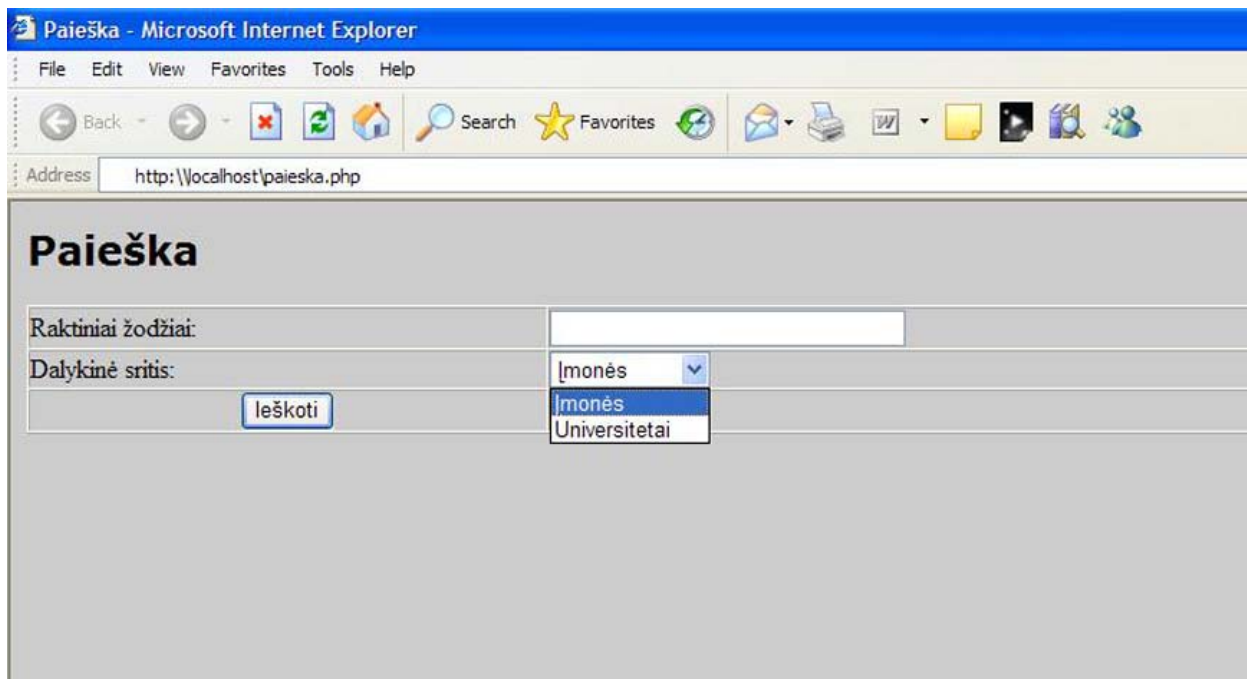 Paieška - Microsoft Internet Explorer
File Edit View Favorites Tools Help
Back Search Favorites W
Address http:\\localhost\paieska.php
Paieška
Raktiniai žodžiai:
Dalykinė sritis: Įmonės
Ieškoti Įmonės
Universitetai